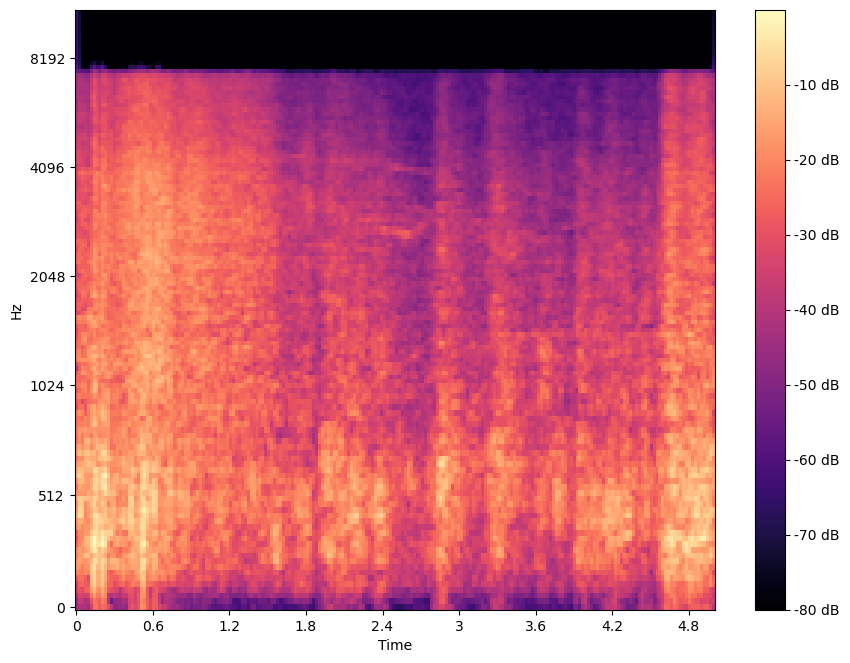 8192
4096
2048
1024
512
0
Hz
0 0.6 1.2 1.8 2.4 3 3.6 4.2 4.8
Time
-10 dB
-20 dB
-30 dB
-40 dB
-50 dB
-60 dB
-70 dB
-80 dB